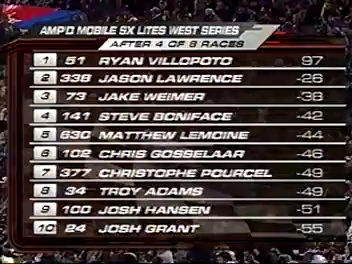 AMP'D MOBILE SX LITES WEST SERIES
AFTER 4 OF 8 RACES
1 51 RYAN VILLOPOTO 97
2 338 JASON LAWRENCE -26
3 73 JAKE WEIMER -38
4 141 STEVE BONIFACE -42
5 630 MATTHEW LEMOINE -44
6 102 CHRIS GOSSELAAR -46
7 377 CHRISTOPHE POURCEL -49
8 34 TROY ADAMS -49
9 100 JOSH HANSEN -51
10 24 JOSH GRANT -55